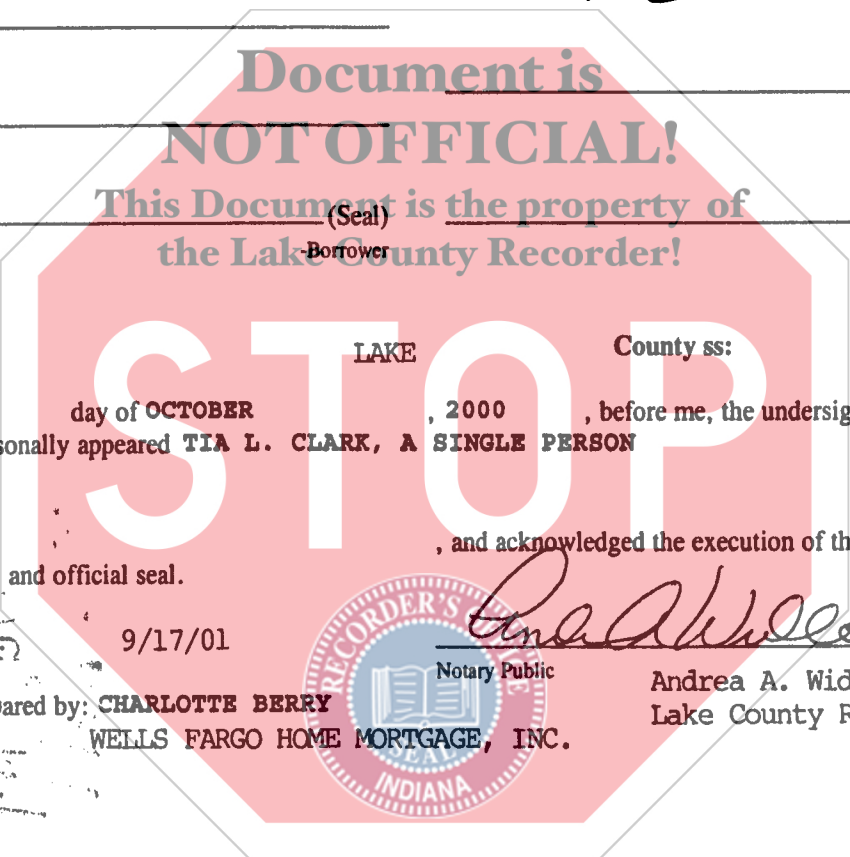 Document is
NOT OFFICIAL!
This Document is the property of
the Lake County Recorder!
(Seal)
-Borrower
STOP
LAKE County ss:
day of OCTOBER , 2000 , before me, the undersig
sonally appeared TIA L. CLARK, A SINGLE PERSON
, and acknowledged the execution of th
and official seal.
9/17/01
Notary Public
Andrea A. Wid
ared by: CHARLOTTE BERRY
Lake County R
WELLS FARGO HOME MORTGAGE, INC.
RECORDER'S OFFICE
SEAL
INDIANA